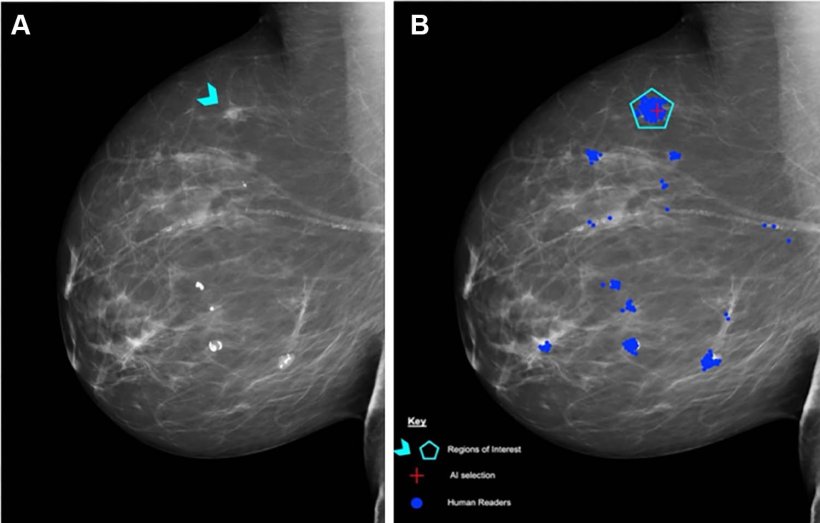 A
B
Key
Regions of Interest
AI selection
Human Readers